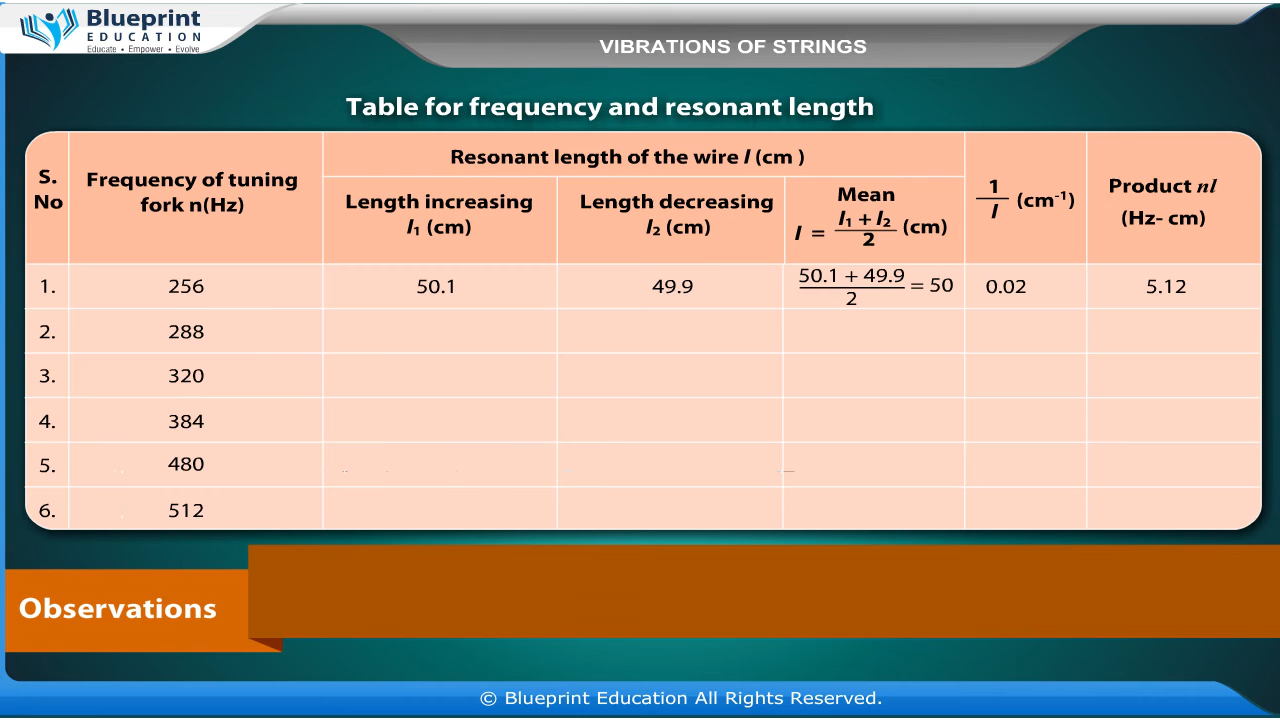 Blueprint
EDUCATION
Educate • Empower • Evolve
VIBRATIONS OF STRINGS
Table for frequency and resonant length
S. No
Frequency of tuning fork n(Hz)
Resonant length of the wire l (cm )
Length increasing l₁ (cm)
Length decreasing l₂ (cm)
Mean l = (l₁ + l₂)/2 (cm)
1/l (cm⁻¹)
Product nl (Hz- cm)
1. 256 50.1 49.9 (50.1 + 49.9)/2 = 50 0.02 5.12
2. 288
3. 320
4. 384
5. 480
6. 512
Observations
© Blueprint Education All Rights Reserved.